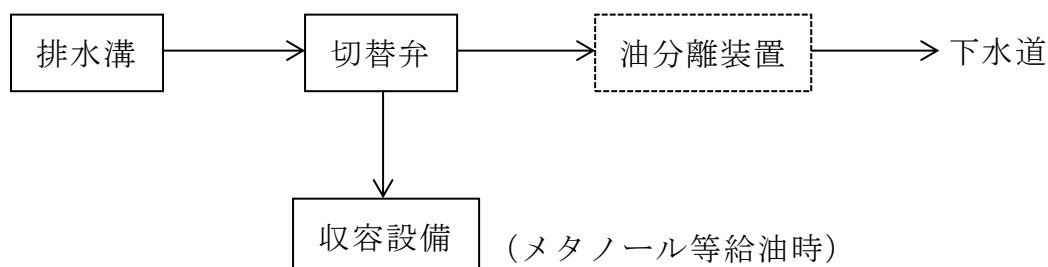 排水溝
切替弁
油分離装置
下水道
収容設備
（メタノール等給油時）